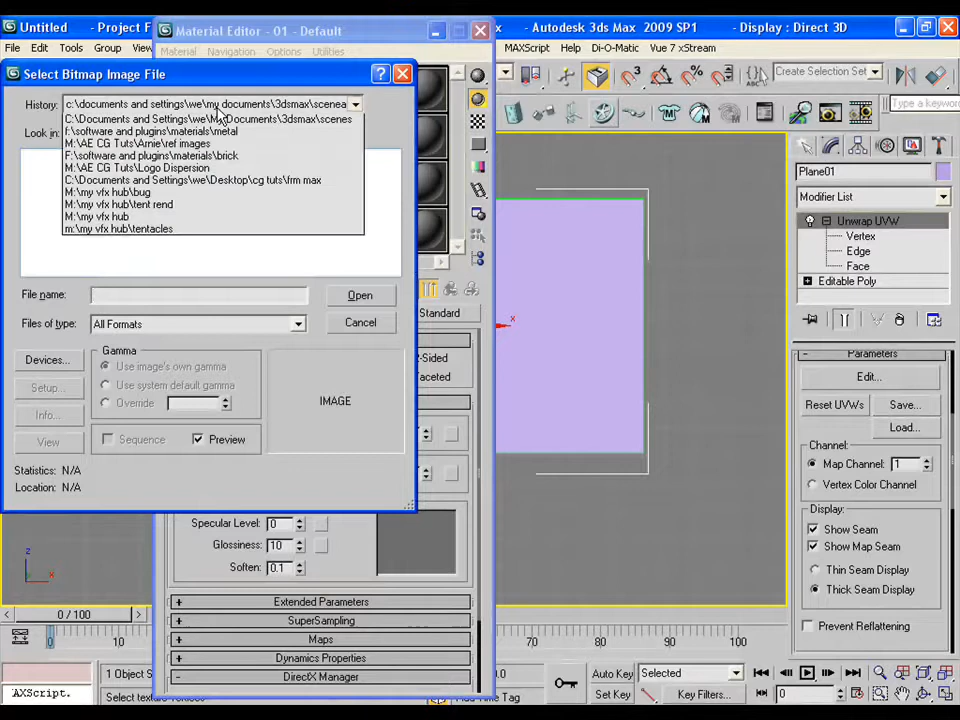 Untitled    - Project F
Material Editor - 01 - Default
Autodesk 3ds Max  2009 SP1    - Display : Direct 3D
File Edit Tools Group
Material Navigation Options Utilities
MAXScript Help Di-O-Matic Vue 7 xStream
Select Bitmap Image File
Create Selection Set
Type a keyword
History: c:\documents and settings\we\my documents\3dsmax\sceneassets
C:\Documents and Settings\we\My Documents\3dsmax\scenes
f:\software and plugins\materials\metal
M:\AE CG Tuts\Arnie\ref images
F:\software and plugins\materials\brick
M:\AE CG Tuts\Logo Dispersion
C:\Documents and Settings\we\Desktop\cg tuts\frm max
M:\my vfx hub\bug
M:\my vfx hub\tent rend
M:\my vfx hub
m:\my vfx hub\tentacles
Look in:
File name: Open
Files of type: All Formats Cancel
Devices...
Setup...
Info...
View
Gamma
Use image's own gamma
Use system default gamma
Override
Sequence Preview
IMAGE
Statistics: N/A
Location: N/A
Standard
2-Sided
Faceted
Specular Level: 0
Glossiness: 10
Soften: 0.1
Extended Parameters
SuperSampling
Maps
Dynamics Properties
DirectX Manager
x
z
x
Plane01
Modifier List
Unwrap UVW
Vertex
Edge
Face
Editable Poly
Parameters
Edit...
Reset UVWs Save...
Load...
Channel:
Map Channel: 1
Vertex Color Channel
Display:
Show Seam
Show Map Seam
Thin Seam Display
Thick Seam Display
Prevent Reflattening
0 / 100
0 10 70 80 90 100
1 Object S
Auto Key Selected
Set Key Key Filters...
0
AXScript.
Select textu
Add Time Tag